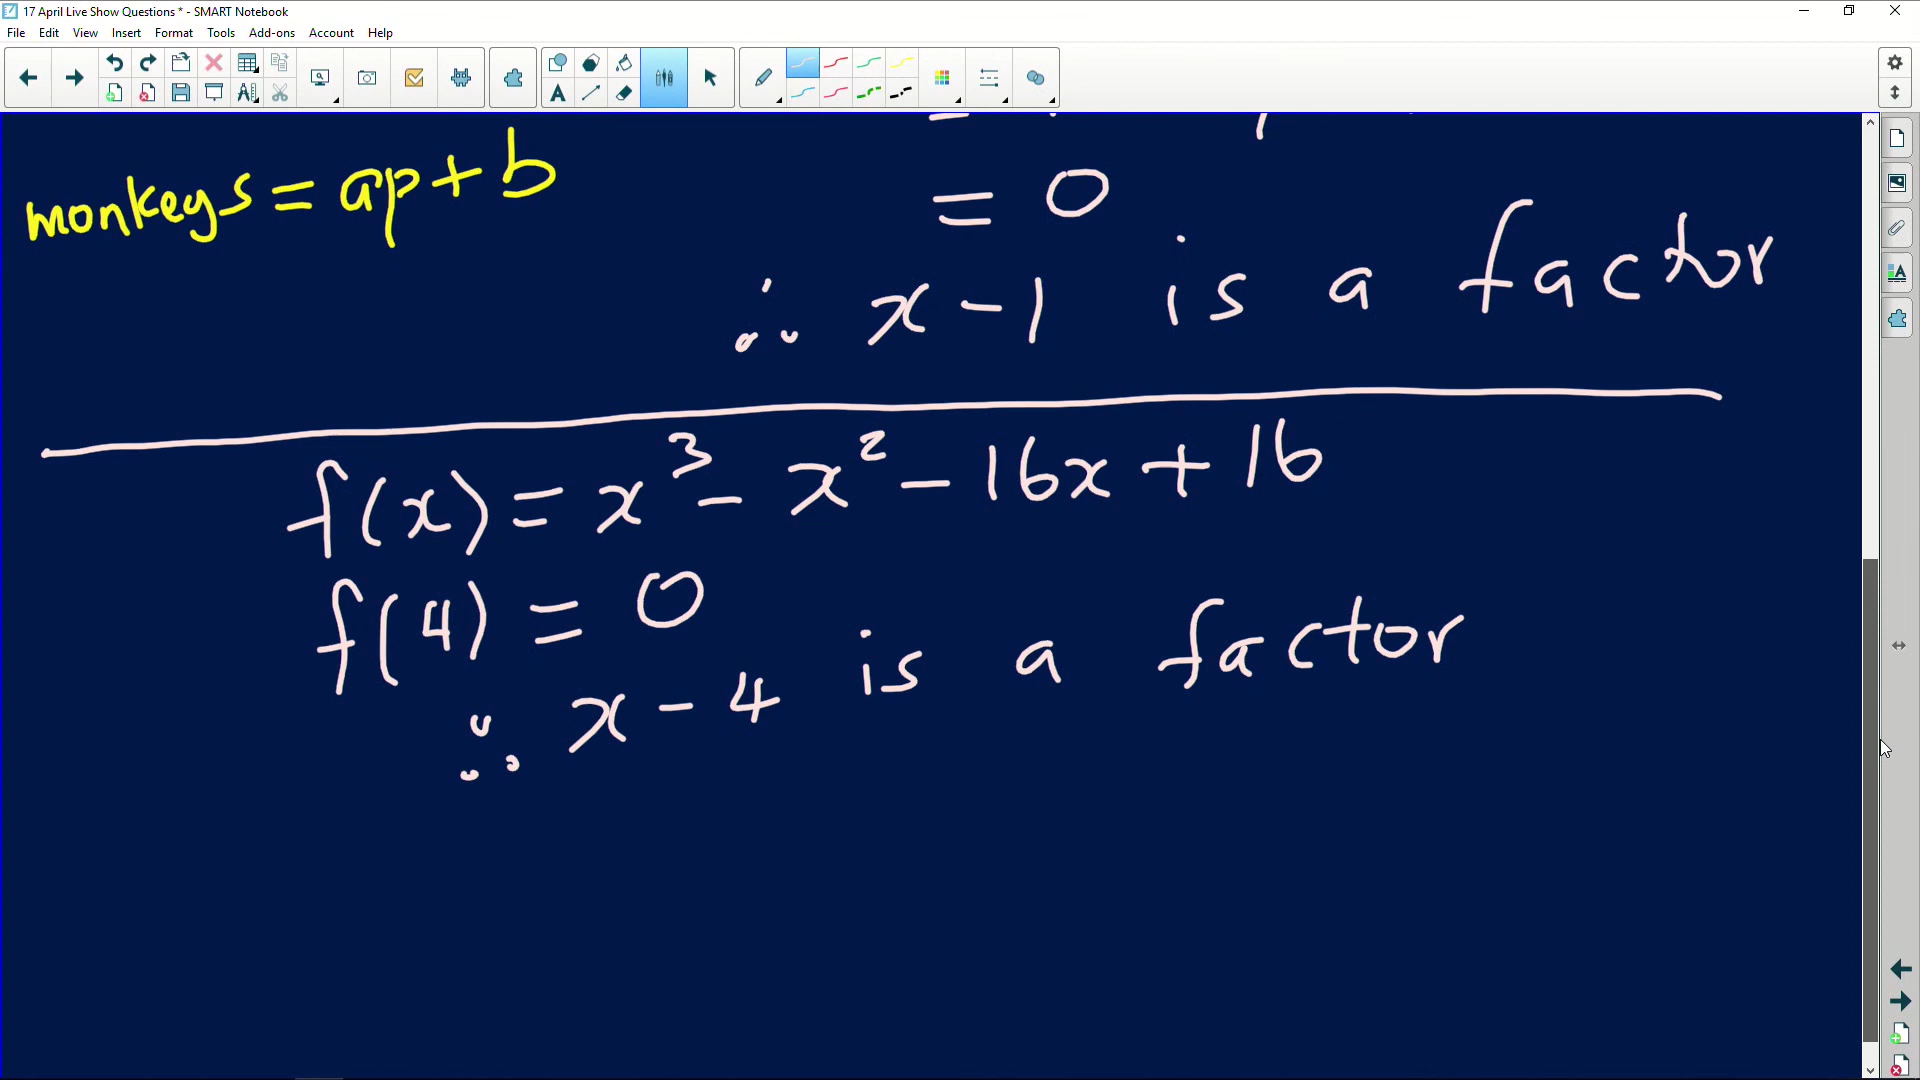 17 April Live Show Questions * - SMART Notebook
File Edit View Insert Format Tools Add-ons Account Help
monkeys = ap + b
= 0
∴ x - 1 is a factor
f(x) = x³ - x² - 16x + 16
f(4) = 0
∴ x - 4 is a factor